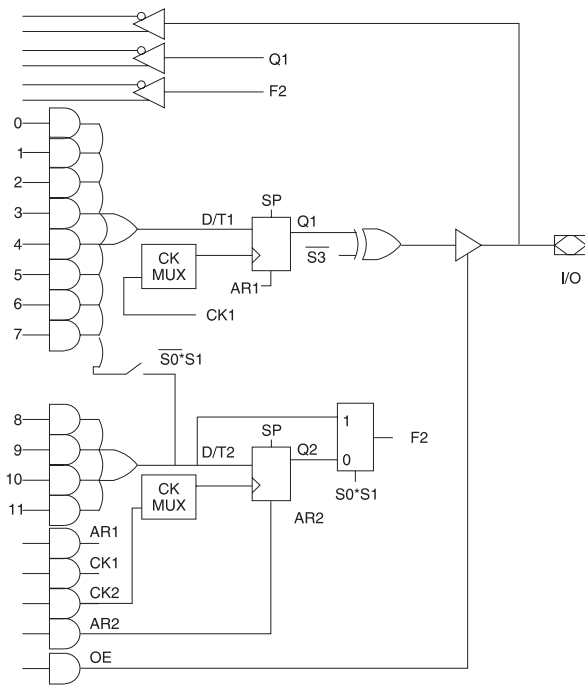 Q1
F2
0
1
2
3
4
5
6
7
D/T1
SP
Q1
CK
MUX
S3
AR1
CK1
I/O
S0*S1
8
9
10
11
D/T2
SP
Q2
1
0
F2
CK
MUX
S0*S1
AR2
AR1
CK1
CK2
AR2
OE